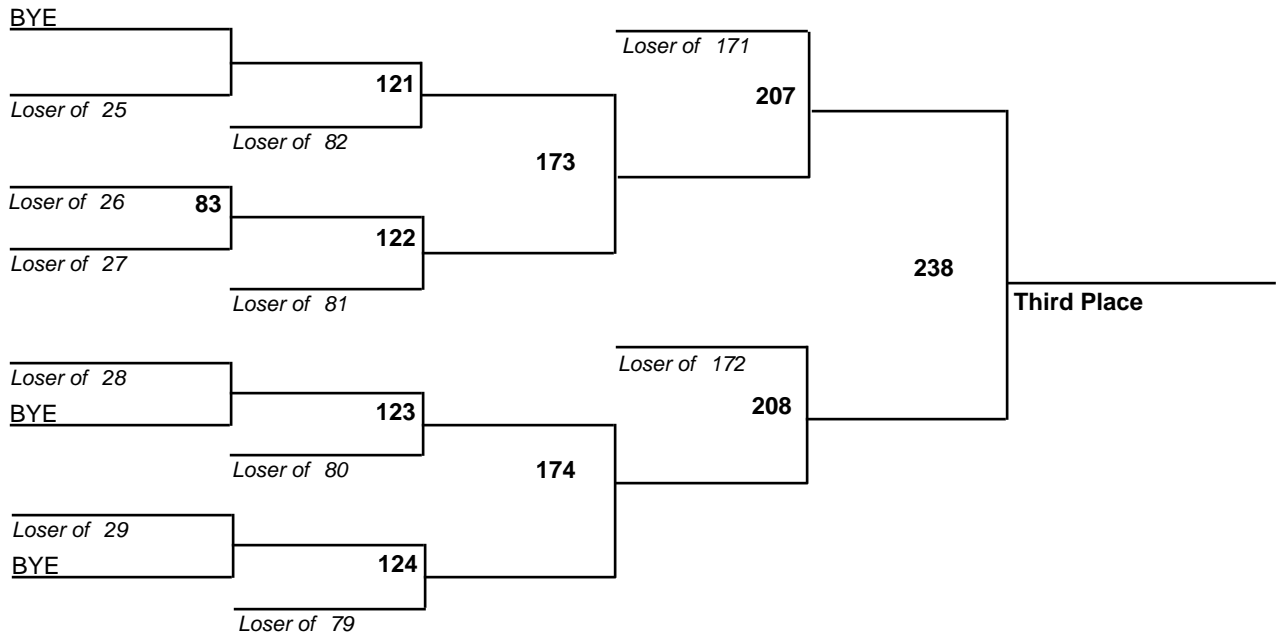 BYE
Loser of 171
121
207
Loser of 25
Loser of 82
173
Loser of 26
83
122
Loser of 27
238
Loser of 81
Third Place
Loser of 172
Loser of 28
BYE
123
208
Loser of 80
174
Loser of 29
BYE
124
Loser of 79